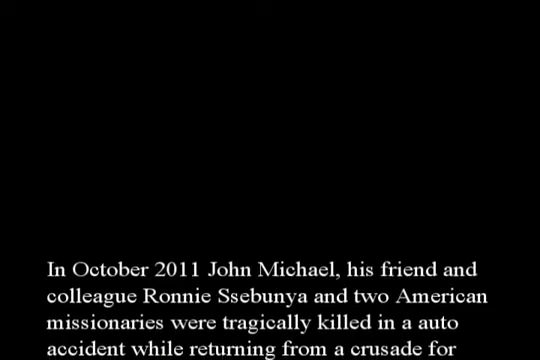 In October 2011 John Michael, his friend and
colleague Ronnie Ssebunya and two American
missionaries were tragically killed in a auto
accident while returning from a crusade for